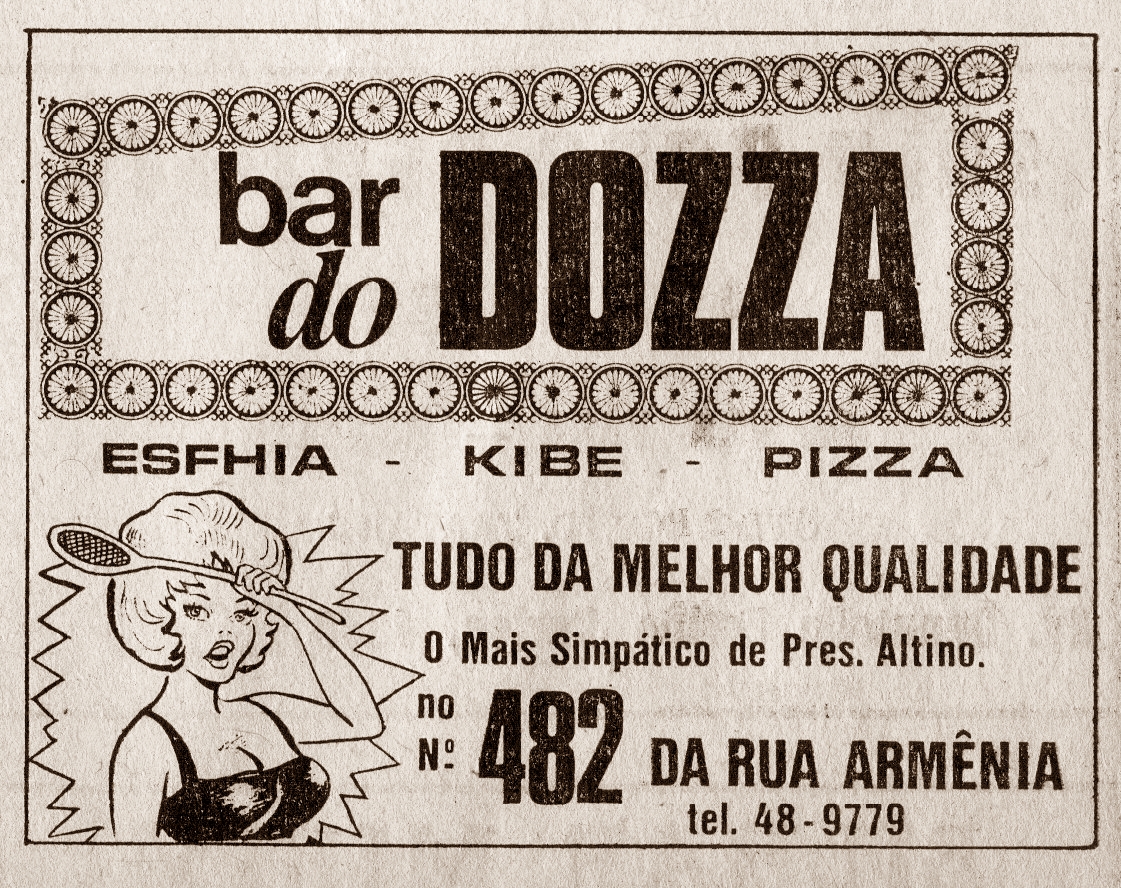 bar
do DOZZA
ESFHIA - KIBE - PIZZA
TUDO DA MELHOR QUALIDADE
O Mais Simpático de Pres. Altino.
no
Nº 482 DA RUA ARMÊNIA
tel. 48-9779